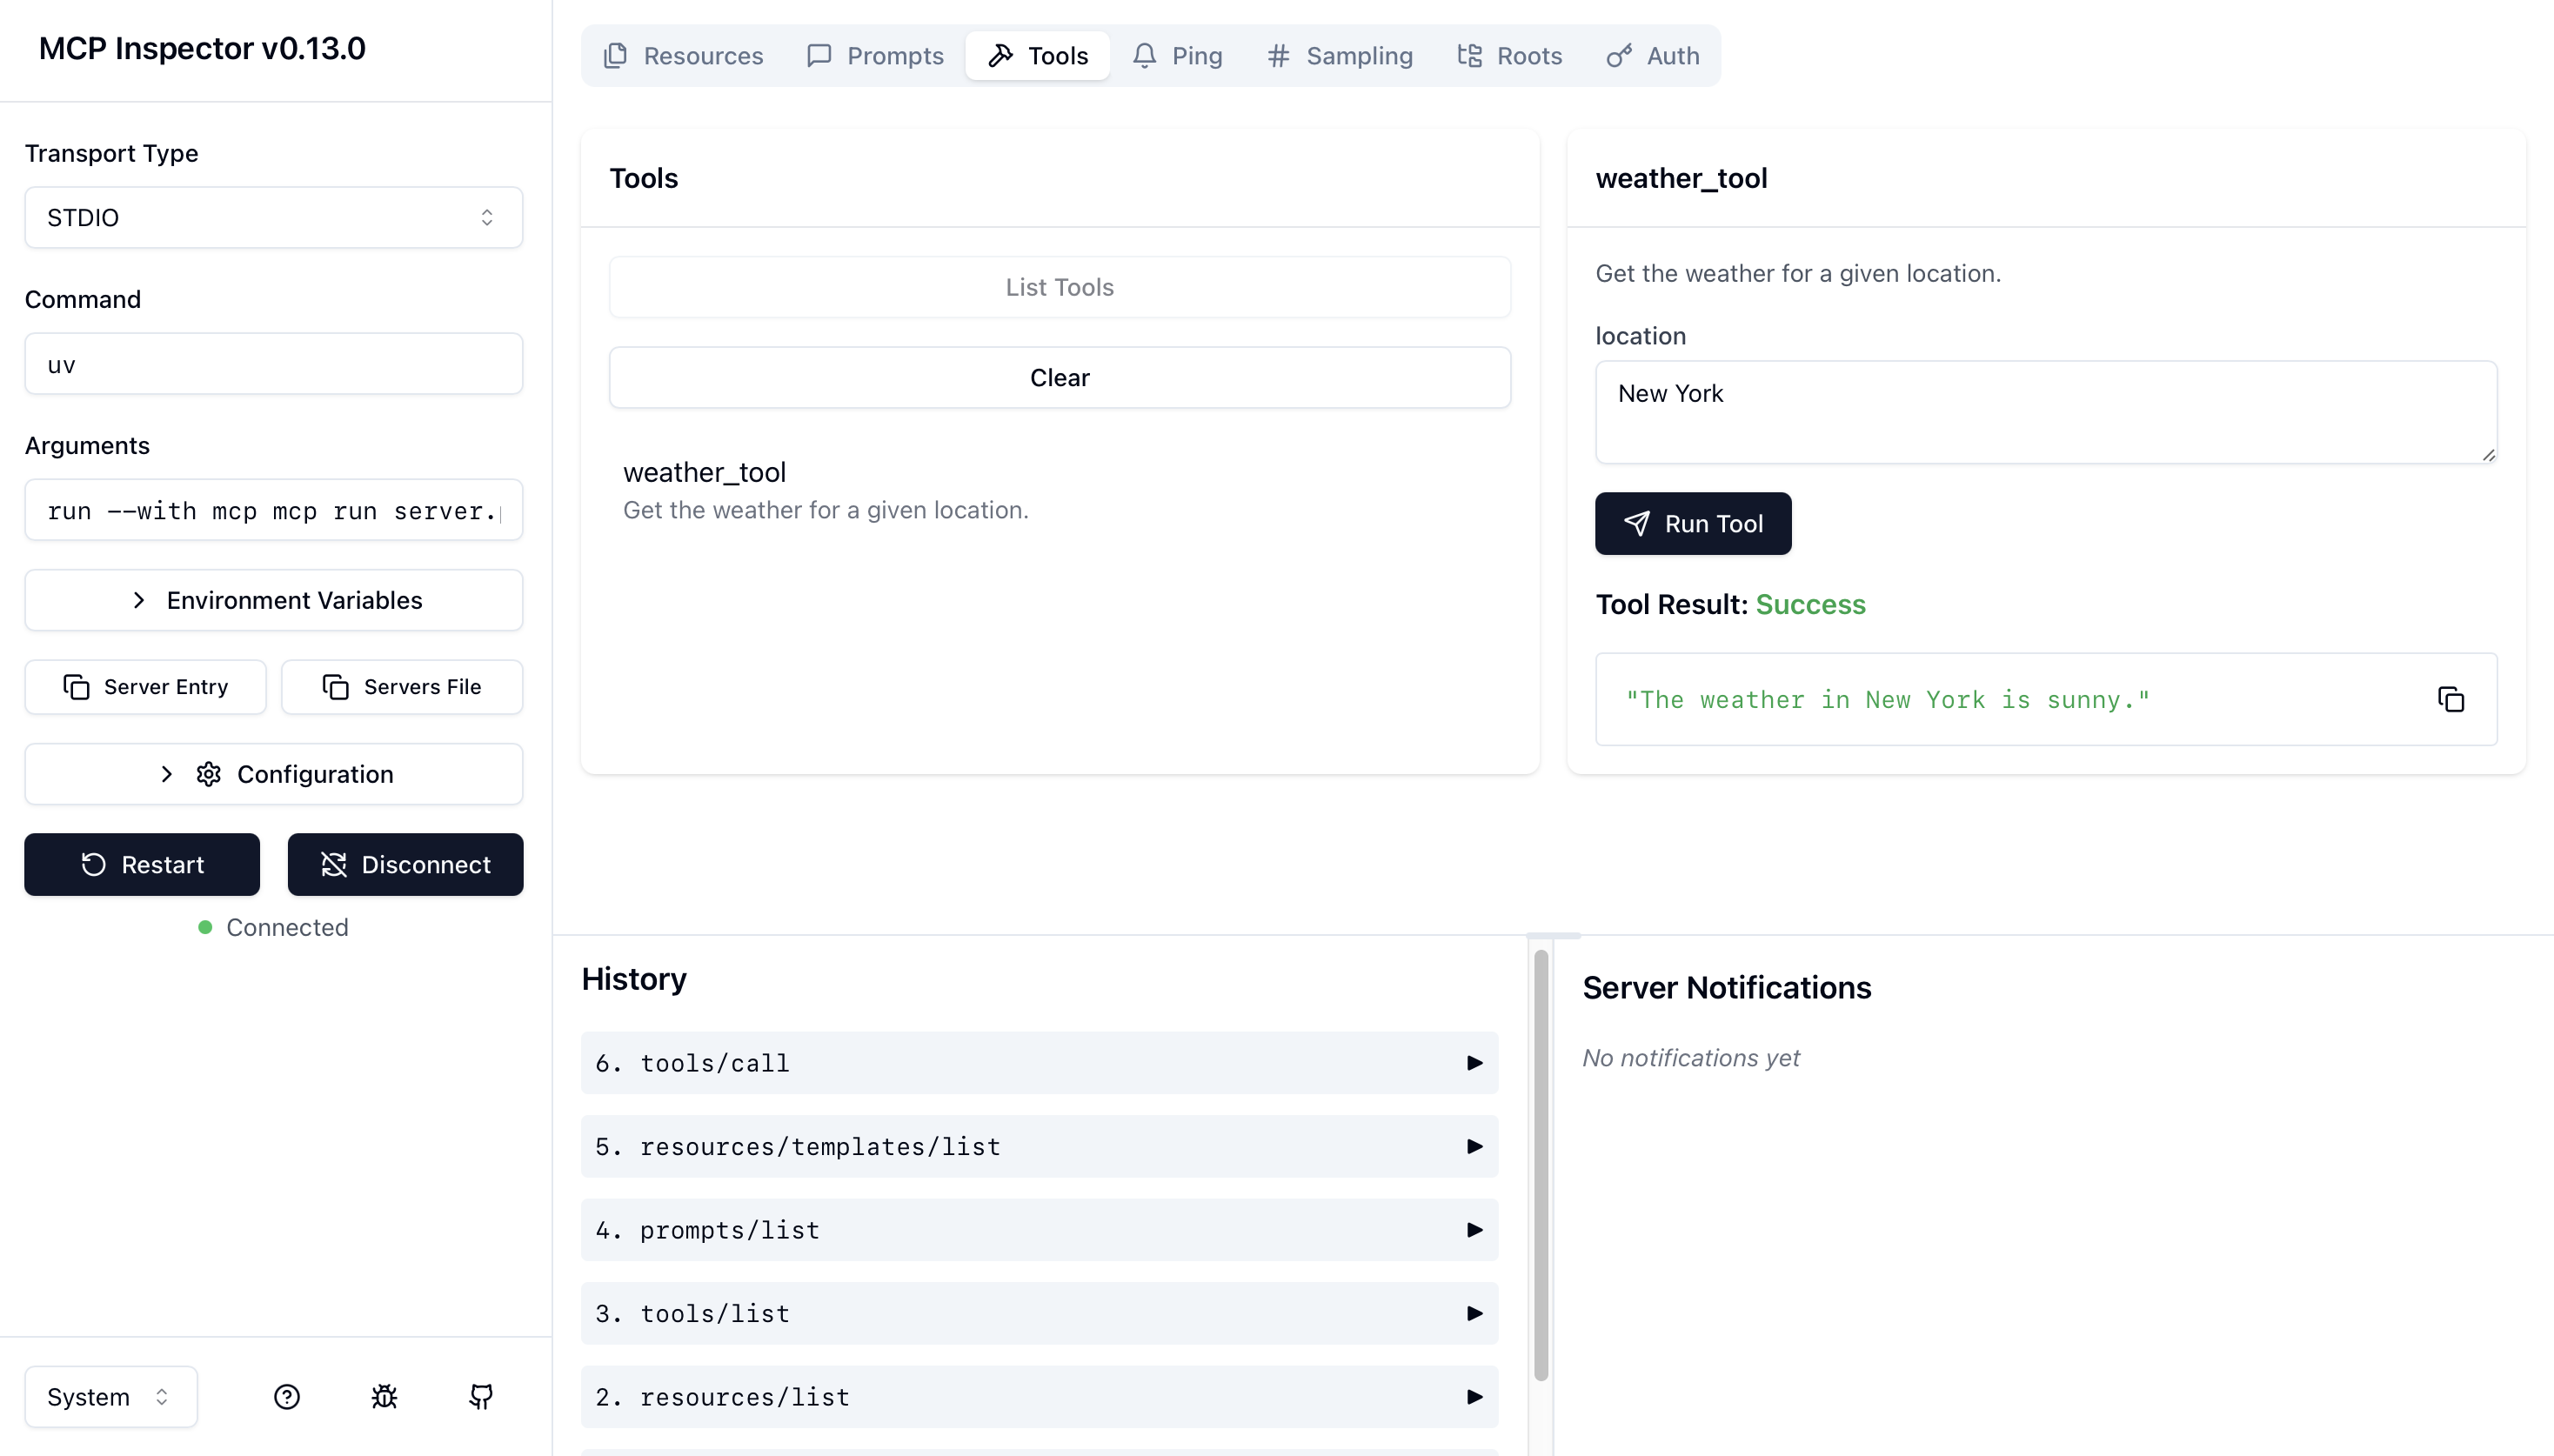 MCP Inspector v0.13.0
Transport Type
STDIO
Command
uv
Arguments
run --with mcp mcp run server.
Environment Variables
Server Entry
Servers File
Configuration
Restart
Disconnect
Connected
System
Resources
Prompts
Tools
Ping
Sampling
Roots
Auth
Tools
List Tools
Clear
weather_tool
Get the weather for a given location.
weather_tool
Get the weather for a given location.
location
New York
Run Tool
Tool Result: Success
"The weather in New York is sunny."
History
6. tools/call
5. resources/templates/list
4. prompts/list
3. tools/list
2. resources/list
Server Notifications
No notifications yet